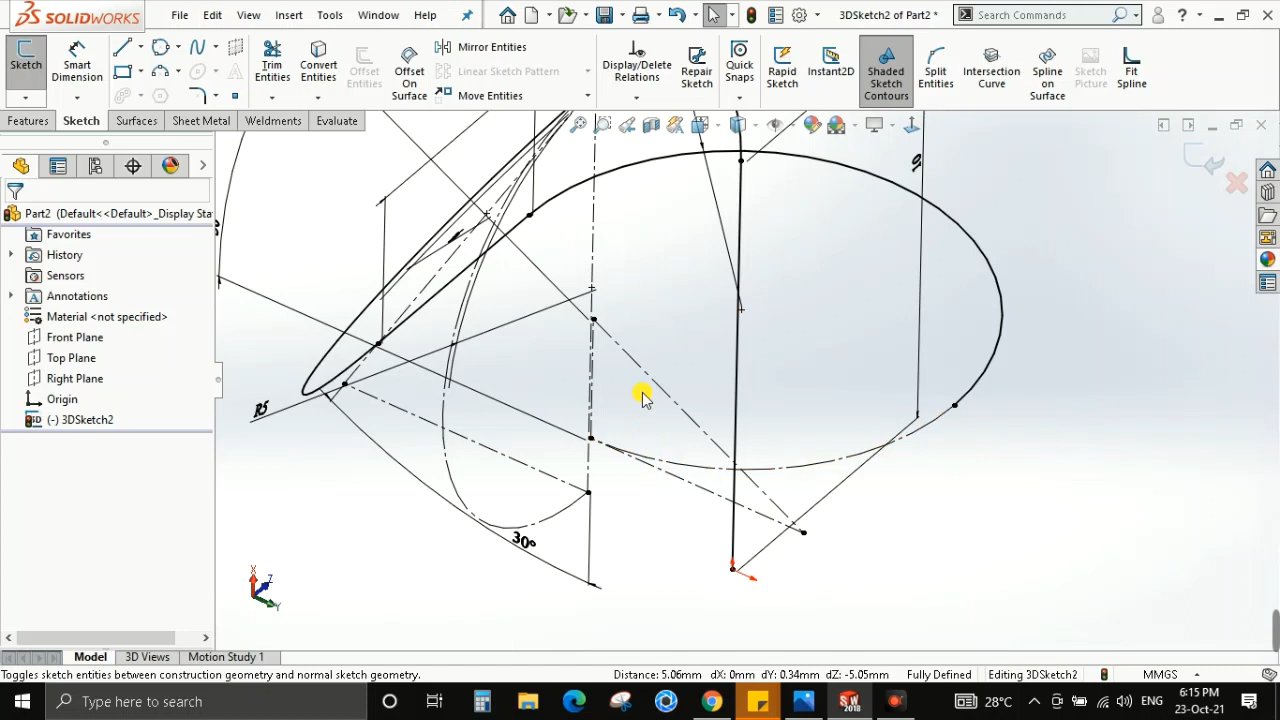 SOLIDWORKS File Edit View Insert Tools Window Help 3DSketch2 of Part2 * Search Commands ?
Sketch Smart Dimension Trim Entities Convert Entities Offset Entities Offset On Surface Mirror Entities Linear Sketch Pattern Move Entities Display/Delete Relations Repair Sketch Quick Snaps Rapid Sketch Instant2D Shaded Sketch Contours Split Entities Intersection Curve Spline on Surface Sketch Picture Fit Spline
Features Sketch Surfaces Sheet Metal Weldments Evaluate
Part2 (Default<<Default>_Display Sta
Favorites
History
Sensors
Annotations
Material <not specified>
Front Plane
Top Plane
Right Plane
Origin
(-) 3DSketch2
R5
30°
X
Z
Y
Model 3D Views Motion Study 1
Toggles sketch entities between construction geometry and normal sketch geometry. Distance: 5.06mm dX: 0mm dY: 0.34mm dZ: -5.05mm Fully Defined Editing 3DSketch2 MMGS
Type here to search SW 2018 28°C ENG 6:15 PM
23-Oct-21